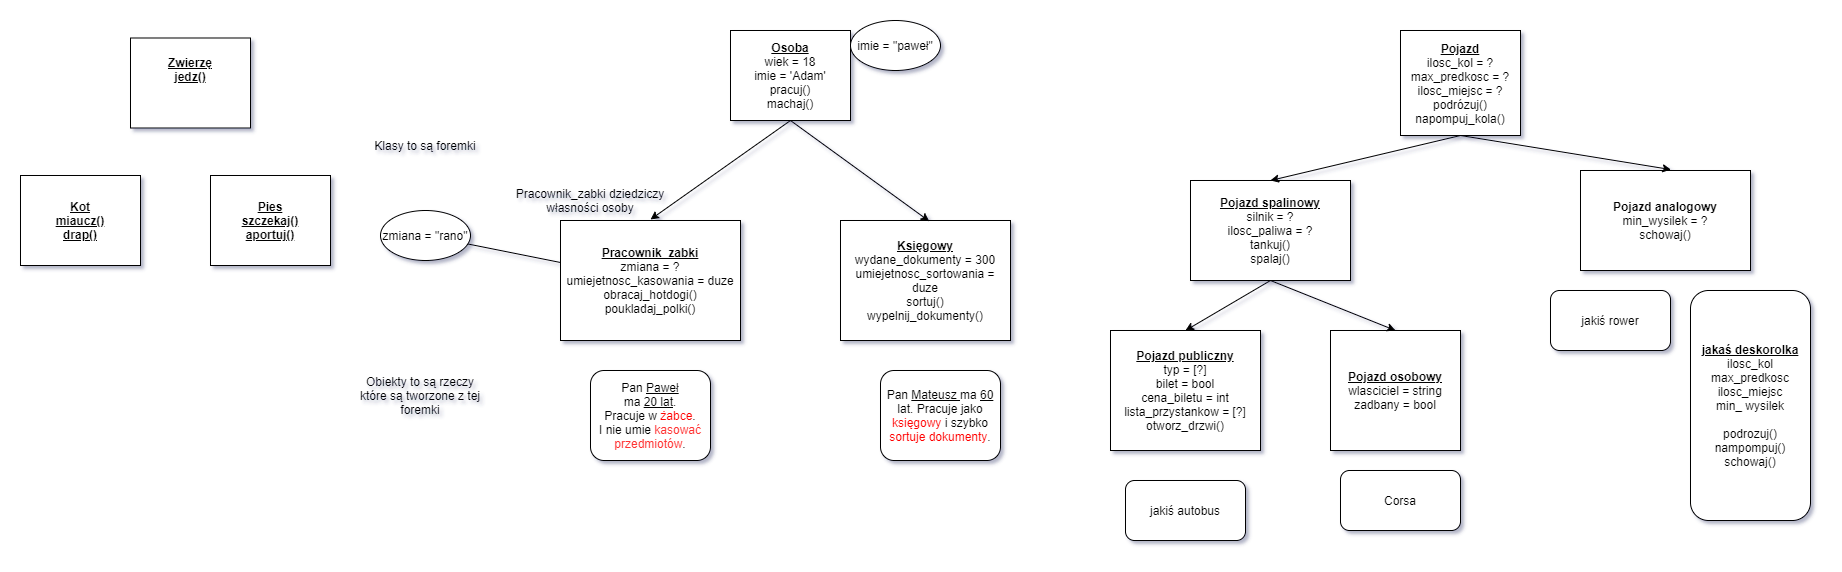 Zwierzę
jedz()
Kot
miaucz()
drap()
Pies
szczekaj()
aportuj()
Klasy to są foremki
Obiekty to są rzeczy
które są tworzone z tej
foremki
Osoba
wiek = 18
imie = 'Adam'
pracuj()
machaj()
imie = "paweł"
Pracownik_zabki dziedziczy
własności osoby
zmiana = "rano"
Pracownik_zabki
zmiana = ?
umiejetnosc_kasowania = duze
obracaj_hotdogi()
poukladaj_polki()
Księgowy
wydane_dokumenty = 300
umiejetnosc_sortowania =
duze
sortuj()
wypelnij_dokumenty()
Pan Paweł
ma 20 lat.
Pracuje w żabce.
I nie umie kasować
przedmiotów.
Pan Mateusz ma 60
lat. Pracuje jako
księgowy i szybko
sortuje dokumenty.
Pojazd
ilosc_kol = ?
max_predkosc = ?
ilosc_miejsc = ?
podrózuj()
napompuj_kola()
Pojazd spalinowy
silnik = ?
ilosc_paliwa = ?
tankuj()
spalaj()
Pojazd analogowy
min_wysilek = ?
schowaj()
Pojazd publiczny
typ = [?]
bilet = bool
cena_biletu = int
lista_przystankow = [?]
otworz_drzwi()
Pojazd osobowy
wlasciciel = string
zadbany = bool
jakiś autobus
Corsa
jakiś rower
jakaś deskorolka
ilosc_kol
max_predkosc
ilosc_miejsc
min_ wysilek
podrozuj()
nampompuj()
schowaj()